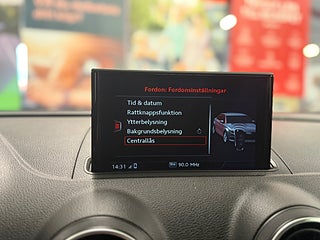 Fordon: Fordonsinställningar
Tid & datum
Rattknappsfunktion
Ytterbelysning
Bakgrundsbelysning
Centrallås
14:31
90.0 MHz